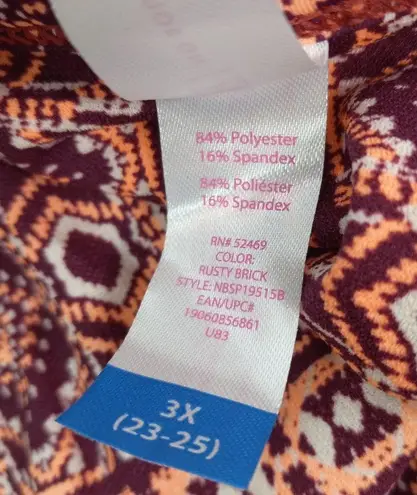 84% Polyester
16% Spandex
84% Poliéster
16% Spandex
RN# 52469
COLOR:
RUSTY BRICK
STYLE: NBSP19515B
EAN/UPC#
19060856861
U83
3X
(23-25)